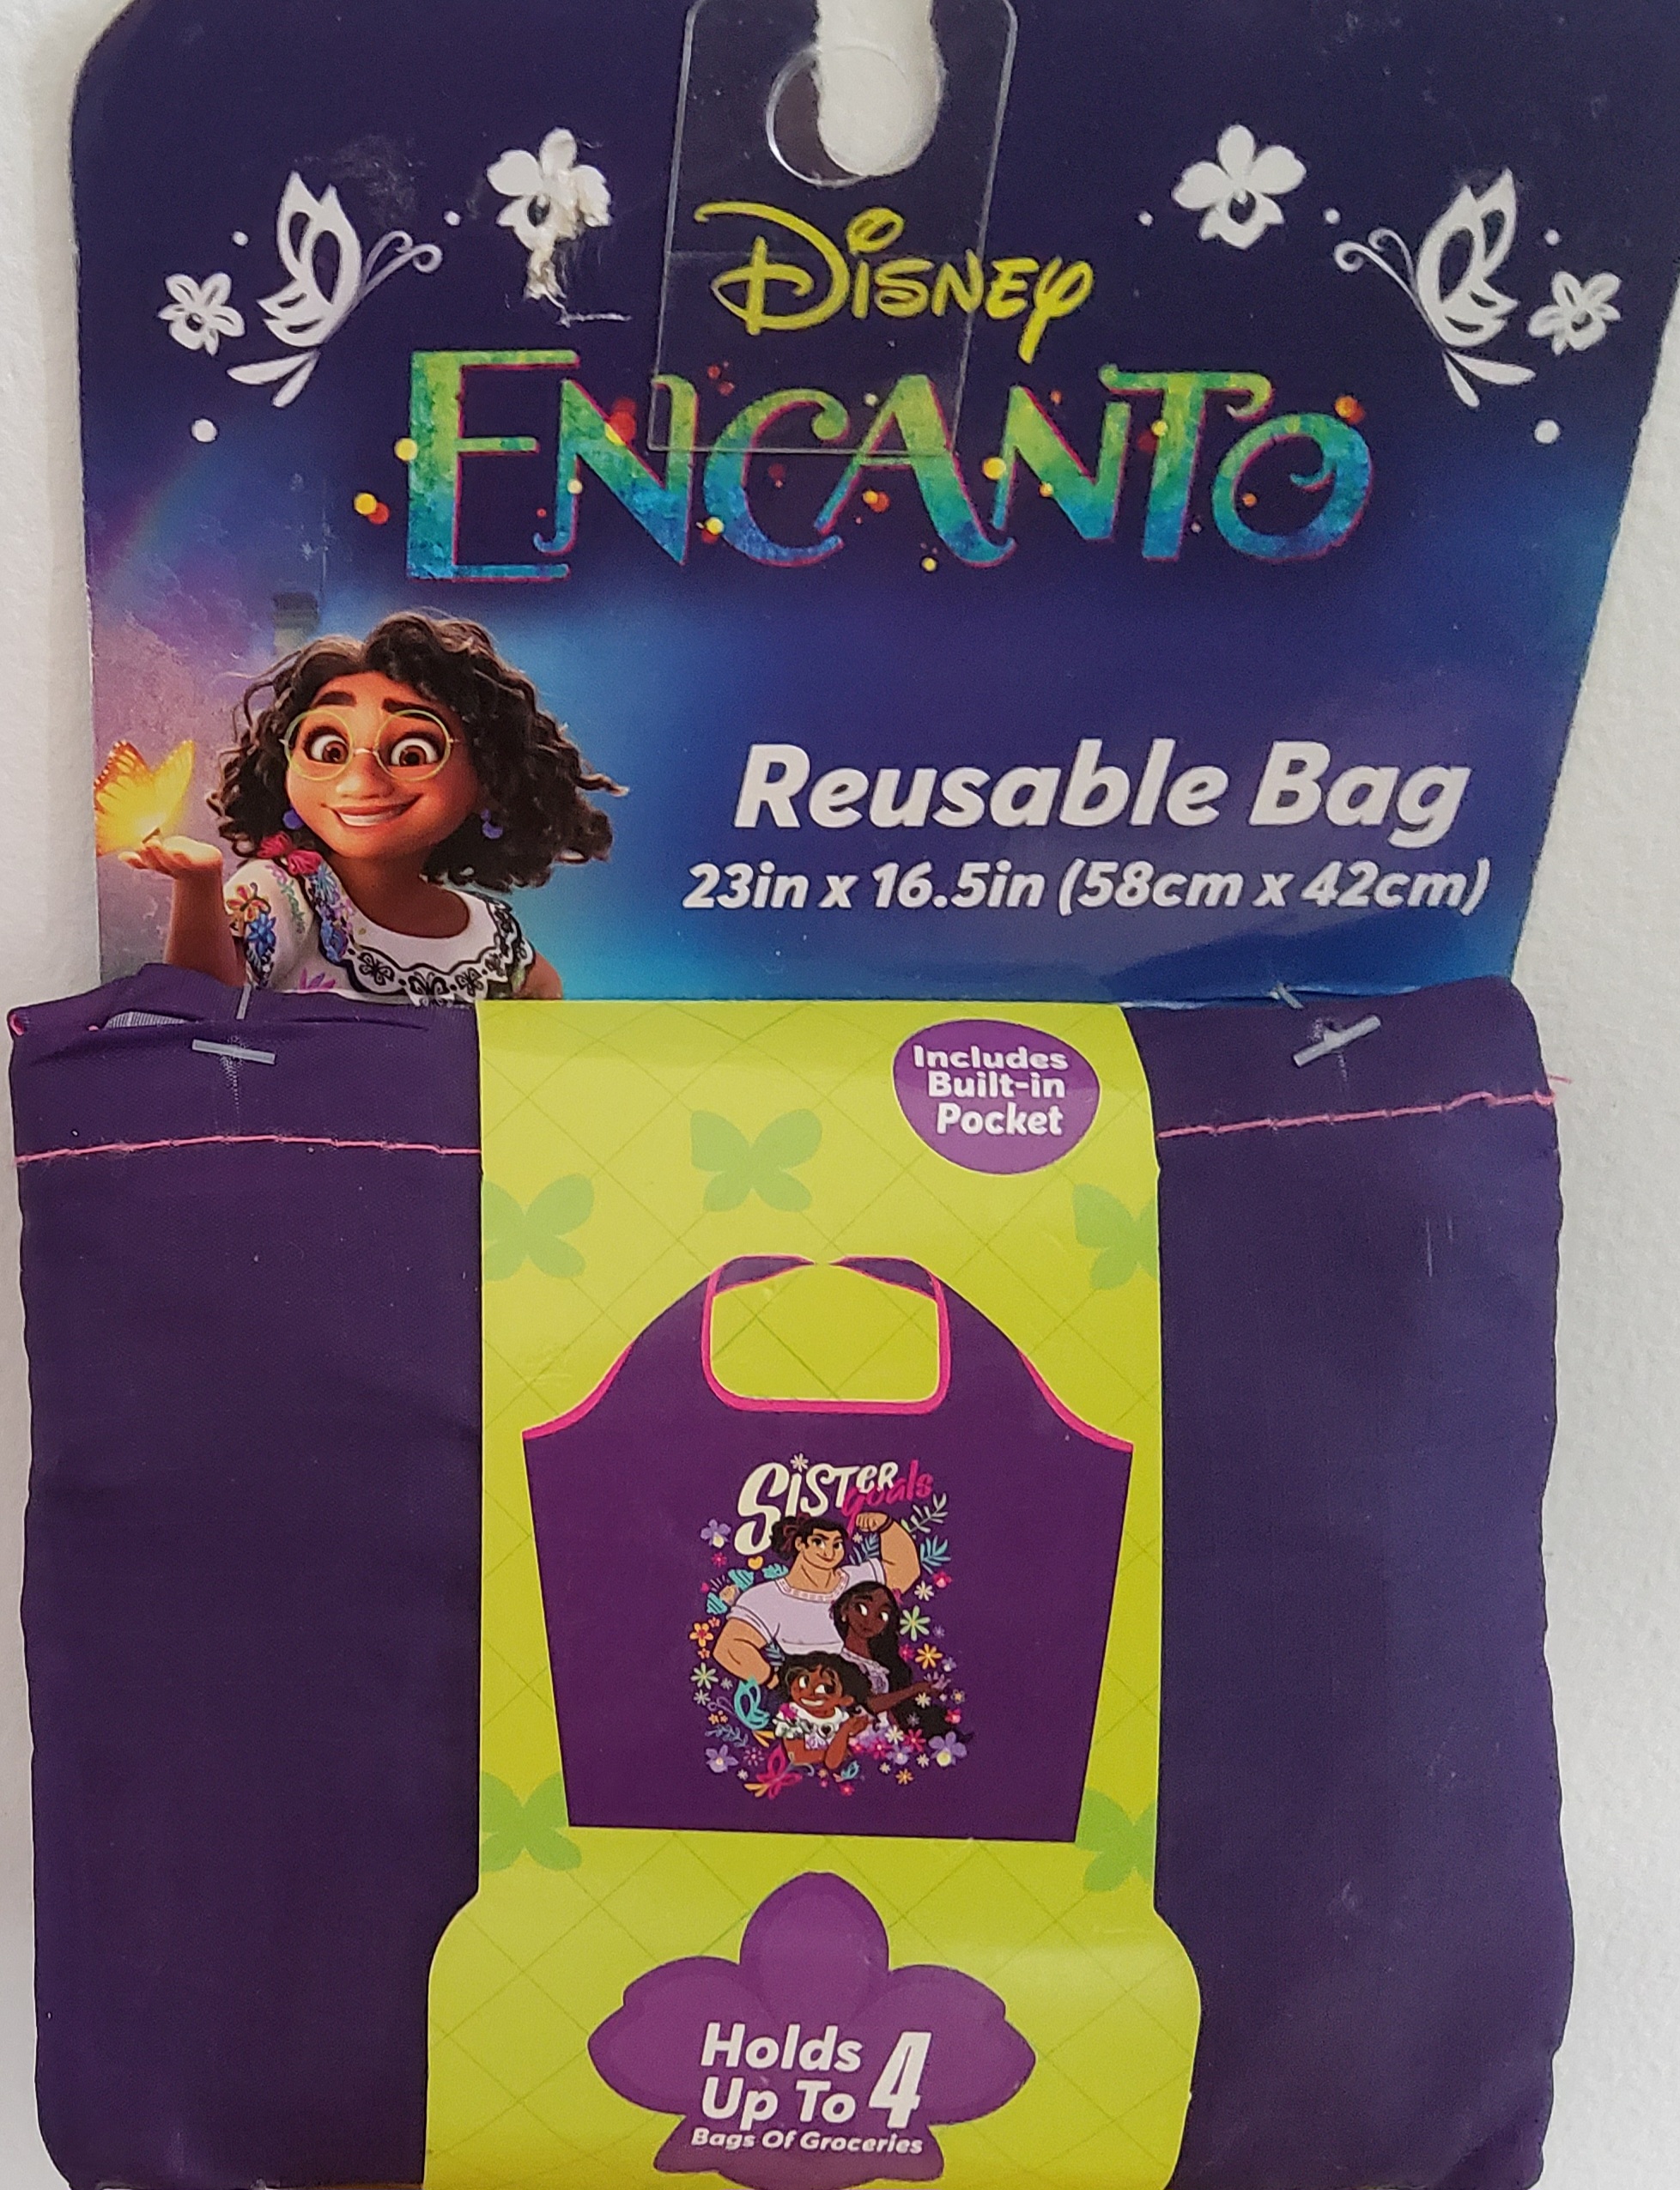 Disney
ENCANTO
Reusable Bag
23in x 16.5in (58cm x 42cm)
Includes
Built-in
Pocket
SiSTER
goals
Holds
Up To 4
Bags Of Groceries